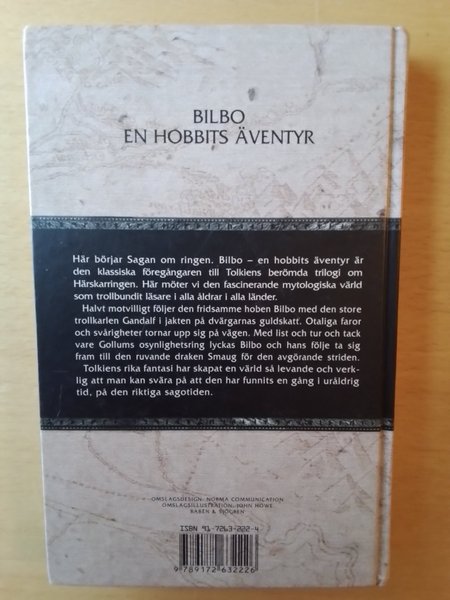 BILBO
EN HOBBITS ÄVENTYR
Här börjar Sagan om ringen. Bilbo – en hobbits äventyr är
den klassiska föregångaren till Tolkiens berömda trilogi om
Härskarringen. Här möter vi den fascinerande mytologiska värld
som trollbundit läsare i alla åldrar i alla länder.
Halvt motvilligt följer den fridsamme hoben Bilbo med den store
trollkarlen Gandalf i jakten på dvärgarnas guldskatt. Otaliga faror
och svårigheter tornar upp sig på vägen. Med list och tur och tack
vare Gollums osynlighetsring lyckas Bilbo och hans följe ta sig
fram till den ruvande draken Smaug för den avgörande striden.
Tolkiens rika fantasi har skapat en värld så levande och verk-
lig att man kan svära på att den har funnits en gång i uråldrig
tid, på den riktiga sagotiden.
OMSLAGSDESIGN: NORMA COMMUNICATION
OMSLAGSILLUSTRATION: JOHN HOWE
RABÉN & SJÖGREN
ISBN 91-7263-222-4
9 789172 632226